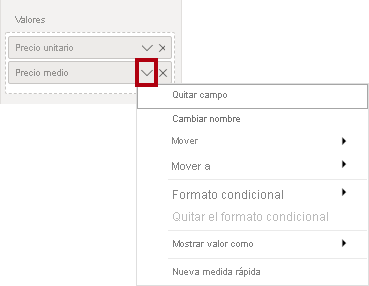 Valores
Precio unitario
Precio medio
Quitar campo
Cambiar nombre
Mover
Mover a
Formato condicional
Quitar el formato condicional
Mostrar valor como
Nueva medida rápida